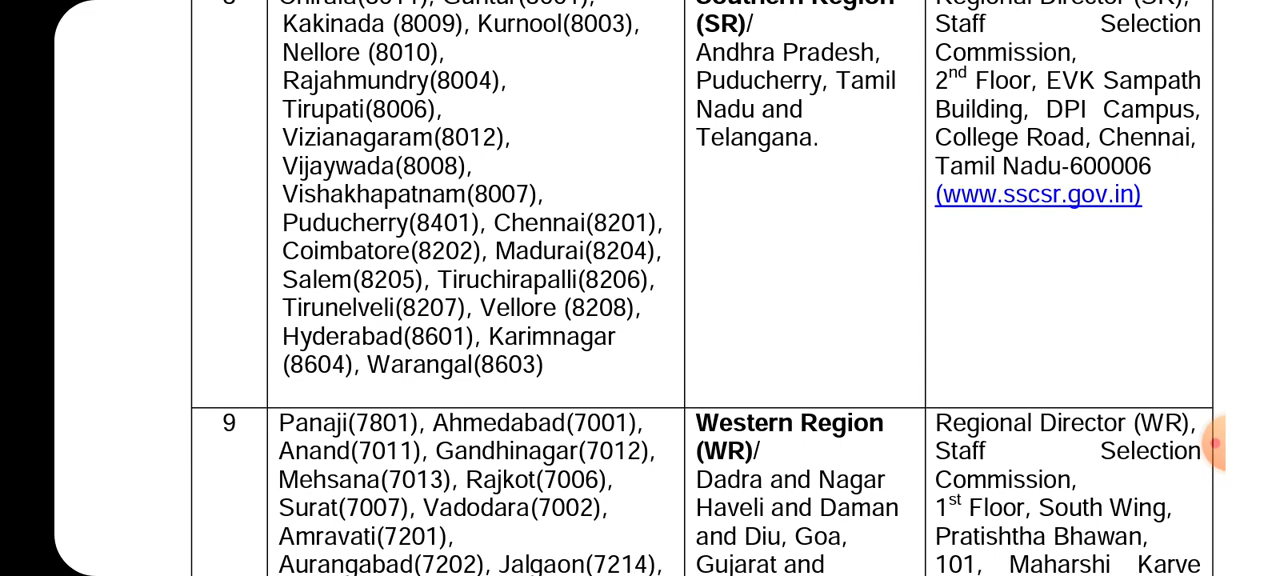 Kakinada (8009), Kurnool(8003),
Nellore (8010),
Rajahmundry(8004),
Tirupati(8006),
Vizianagaram(8012),
Vijaywada(8008),
Vishakhapatnam(8007),
Puducherry(8401), Chennai(8201),
Coimbatore(8202), Madurai(8204),
Salem(8205), Tiruchirapalli(8206),
Tirunelveli(8207), Vellore (8208),
Hyderabad(8601), Karimnagar
(8604), Warangal(8603)
Southern Region
(SR)/
Andhra Pradesh,
Puducherry, Tamil
Nadu and
Telangana.
Regional Director (SR),
Staff Selection
Commission,
2nd Floor, EVK Sampath
Building, DPI Campus,
College Road, Chennai,
Tamil Nadu-600006
(www.sscsr.gov.in)
9
Panaji(7801), Ahmedabad(7001),
Anand(7011), Gandhinagar(7012),
Mehsana(7013), Rajkot(7006),
Surat(7007), Vadodara(7002),
Amravati(7201),
Aurangabad(7202), Jalgaon(7214),
Western Region
(WR)/
Dadra and Nagar
Haveli and Daman
and Diu, Goa,
Gujarat and
Regional Director (WR),
Staff Selection
Commission,
1st Floor, South Wing,
Pratishtha Bhawan,
101, Maharshi Karve